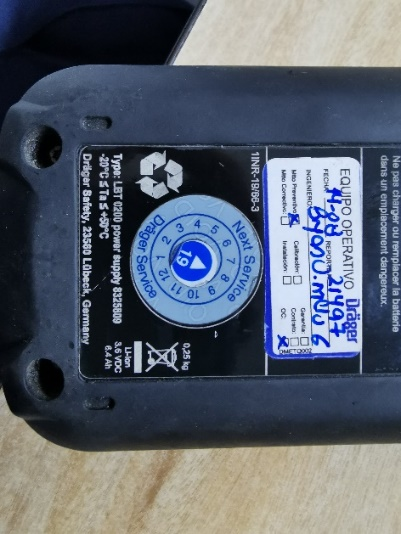 Ne pas charger ou remplacer la batterie
dans un emplacement dangereux.
EQUIPO OPERATIVO Dräger
FECHA:
REPORTE
21497
INGENIERO:
Mtto Preventivo:
Calibración:
Garantía:
Mtto Correctivo:
Instalación:
Contrato:
OC:
1INR-19/66-3
Next Service
1 2 3 4 5 6 7 8 9 10 11 12
19
DrägerService
0,25 kg
Li-Ion
3.6 VDC
6.4 Ah
Type: LBT 0200 power supply 8325809
-20°C ≤ Ta ≤ +50°C
Dräger Safety, 23560 Lübeck, Germany